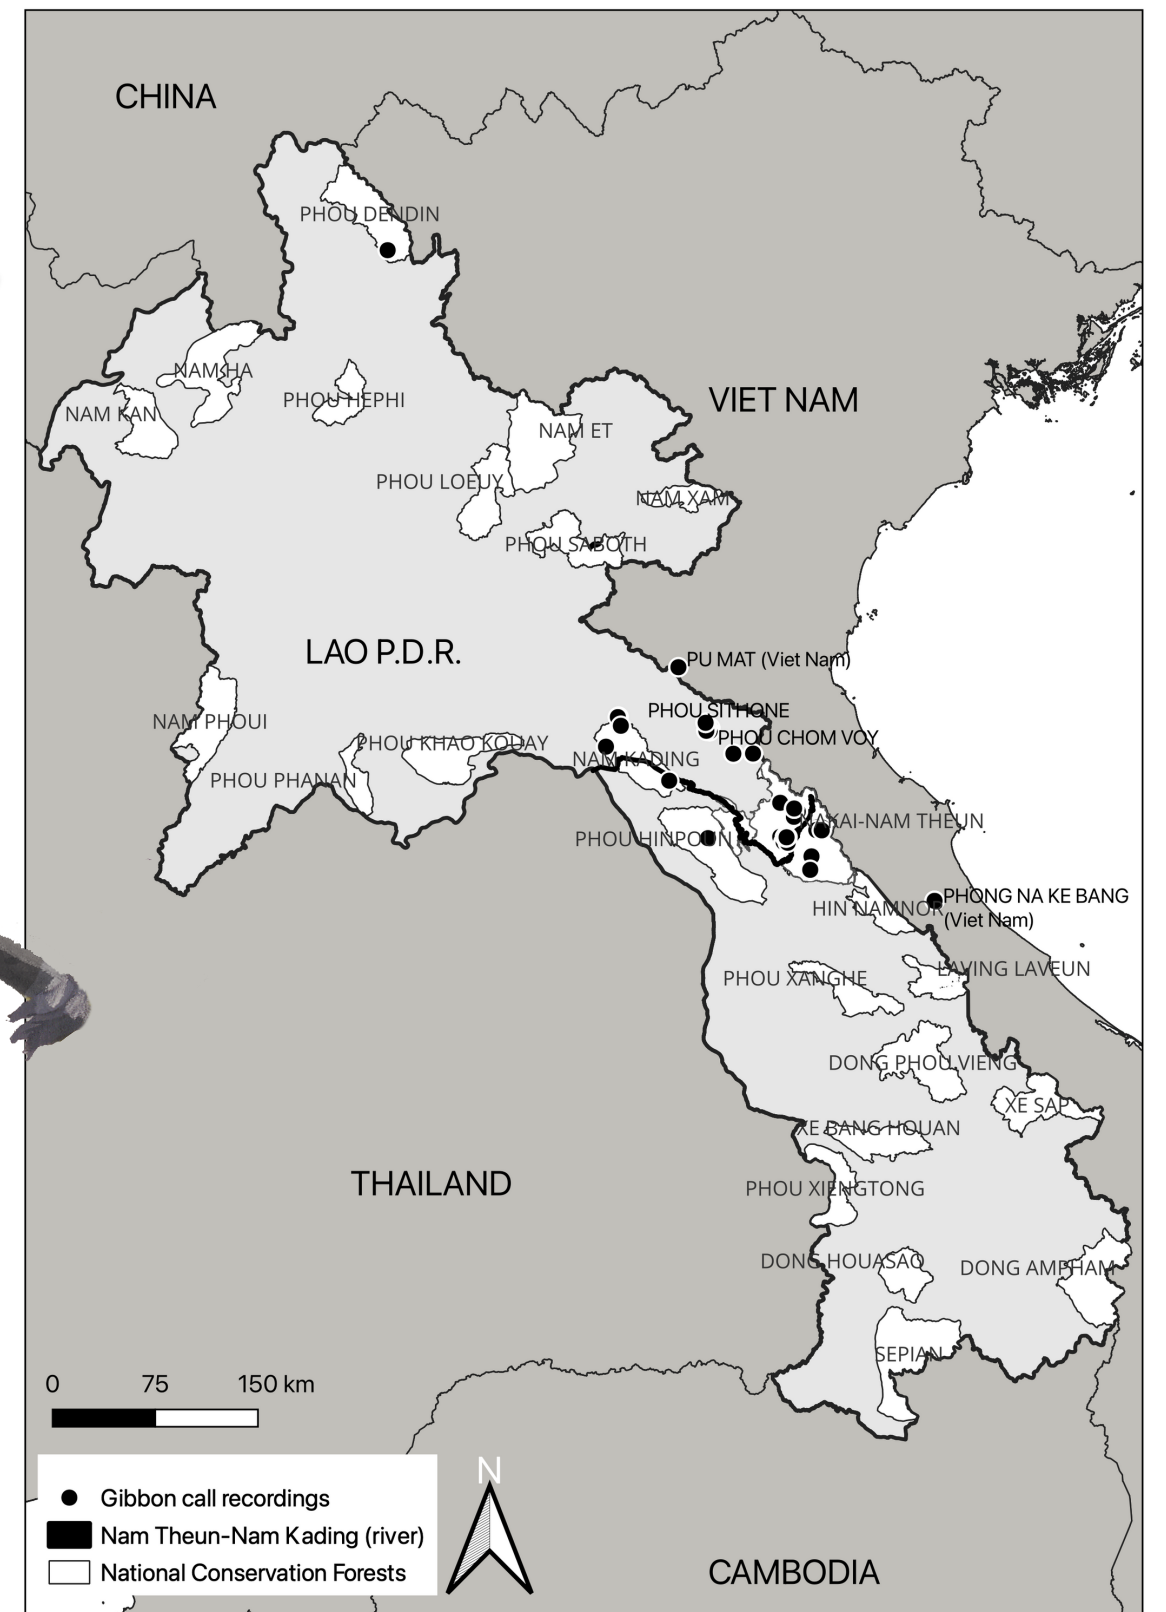 CHINA
PHOU DENDIN
NAM HA
PHOU HEPHI
NAM KAN
VIET NAM
NAM ET
PHOU LOEUY
NAM XAM
PHOU SABOTH
LAO P.D.R.
PU MAT (Viet Nam)
PHOU SITHONE
NAM PHOUI
PHOU CHOM VOY
PHOU KHAO KOUAY
NAM KADING
PHOU PHANAN
NAKAI-NAM THEUN
PHOU HINPOUN
PHONG NA KE BANG
(Viet Nam)
HIN NAMNOR
LAVING LAVEUN
PHOU XANGHE
DONG PHOU VIENG
XE SAP
XE BANG HOUAN
THAILAND
PHOU XIENGTONG
DONG HOUASAO
DONG AMPHAM
SEPIAN
0 75 150 km
N
Gibbon call recordings
Nam Theun-Nam Kading (river)
National Conservation Forests
CAMBODIA